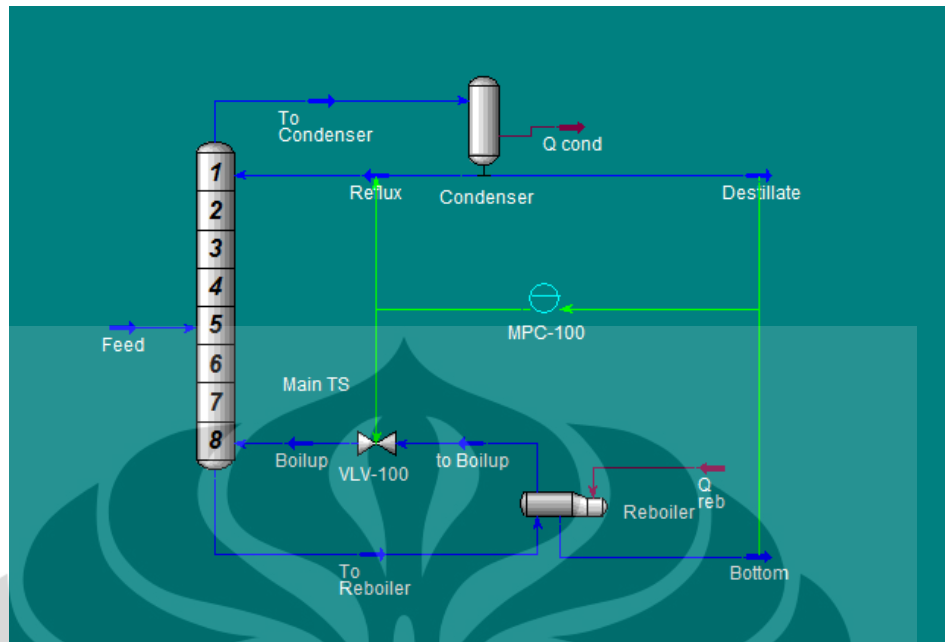 To
Condenser
Q cond
1
Reflux
Condenser
Destillate
2
3
4
5
Feed
MPC-100
6
Main TS
7
8
Boilup
VLV-100
to Boilup
Q
reb
Reboiler
To
Reboiler
Bottom